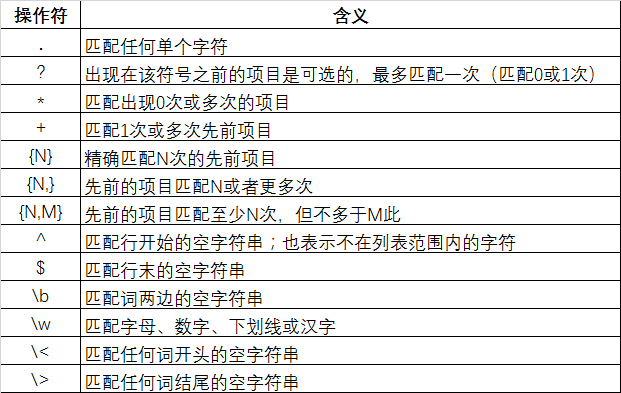 操作符 含义
. 匹配任何单个字符
? 出现在该符号之前的项目是可选的，最多匹配一次（匹配0或1次）
* 匹配出现0次或多次的项目
+ 匹配1次或多次先前项目
{N} 精确匹配N次的先前项目
{N,} 先前的项目匹配N或者更多次
{N,M} 先前的项目匹配至少N次，但不多于M此
^ 匹配行开始的空字符串；也表示不在列表范围内的字符
$ 匹配行末的空字符串
\b 匹配词两边的空字符串
\w 匹配字母、数字、下划线或汉字
\< 匹配任何词开头的空字符串
\> 匹配任何词结尾的空字符串